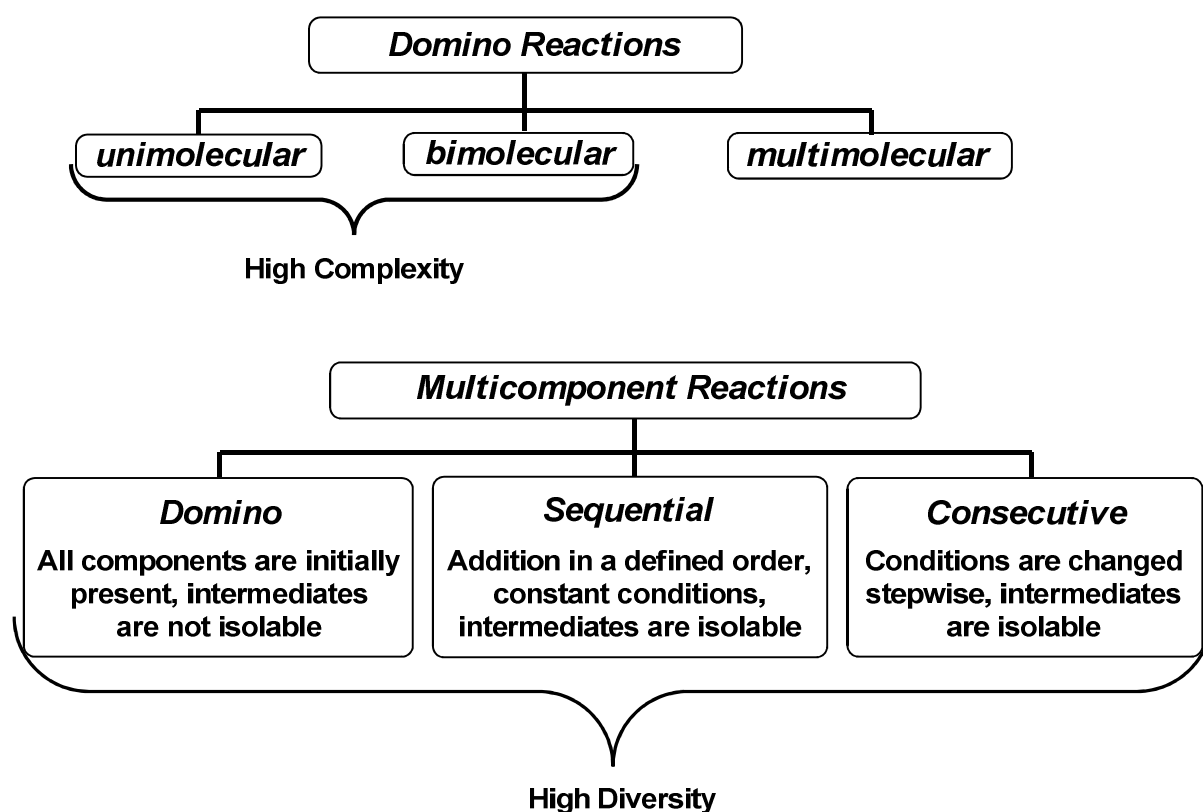 Domino Reactions
unimolecular
bimolecular
multimolecular
High Complexity
Multicomponent Reactions
Domino
All components are initially
present, intermediates
are not isolable
Sequential
Addition in a defined order,
constant conditions,
intermediates are isolable
Consecutive
Conditions are changed
stepwise, intermediates
are isolable
High Diversity